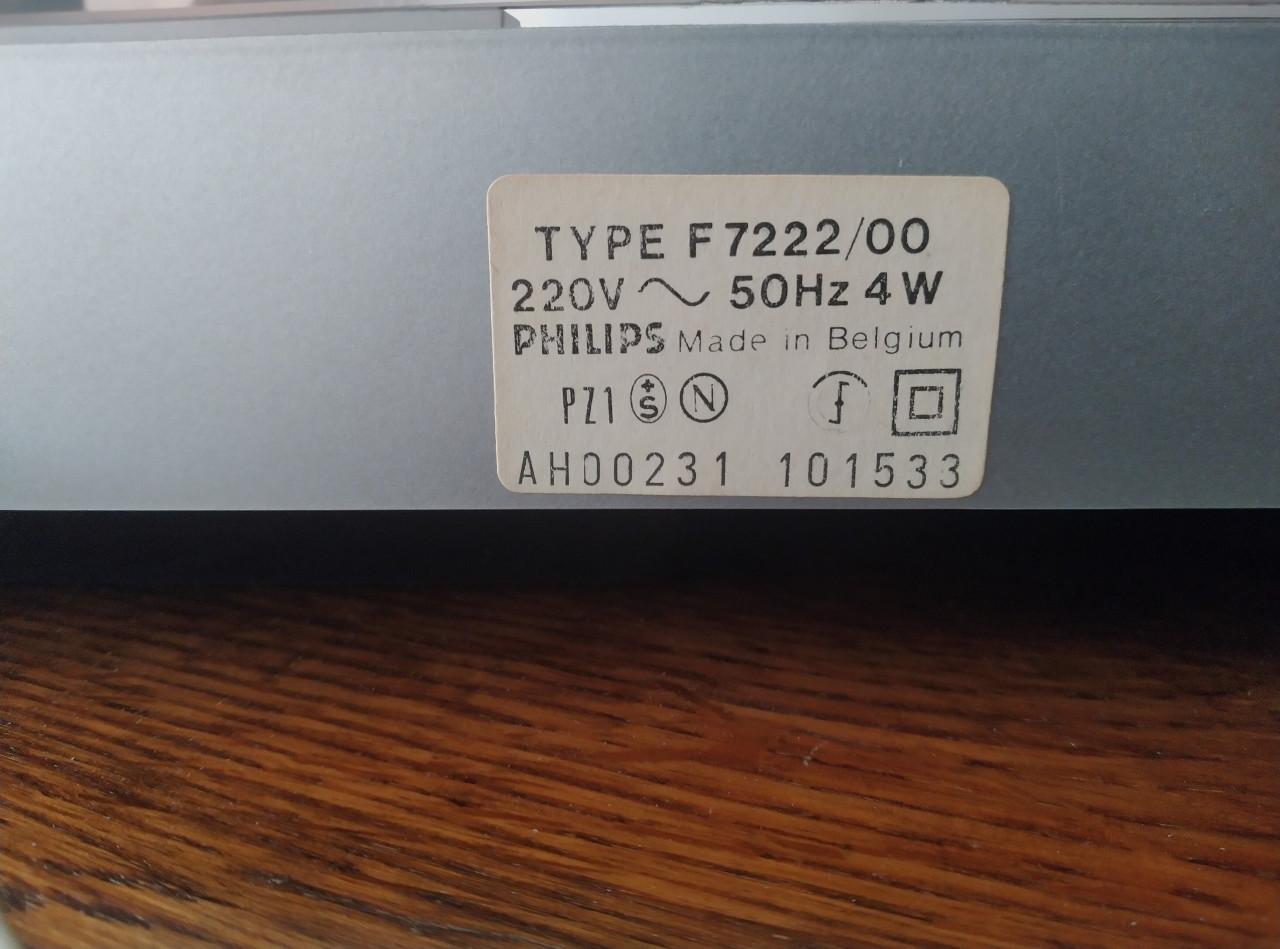 TYPE F7222/00
220V ~ 50Hz 4W
PHILIPS Made in Belgium
PZ1 +S N
AH00231 101533